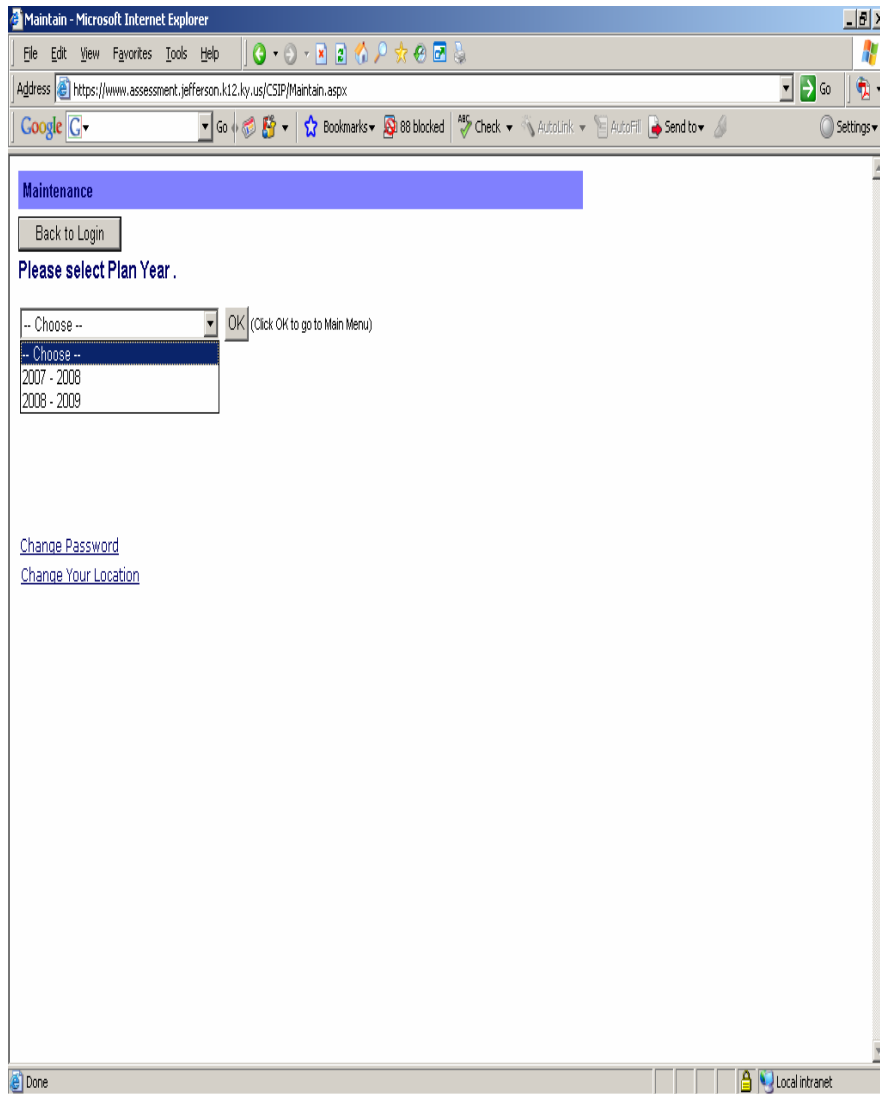 Maintain - Microsoft Internet Explorer
File Edit View Favorites Tools Help
Address https://www.assessment.jefferson.k12.ky.us/CSIP/Maintain.aspx Go
Google G Go Bookmarks 88 blocked ABC Check AutoLink AutoFill Send to Settings
Maintenance
Back to Login
Please select Plan Year .
-- Choose -- OK (Click OK to go to Main Menu)
-- Choose --
2007 - 2008
2008 - 2009
Change Password
Change Your Location
Done Local intranet